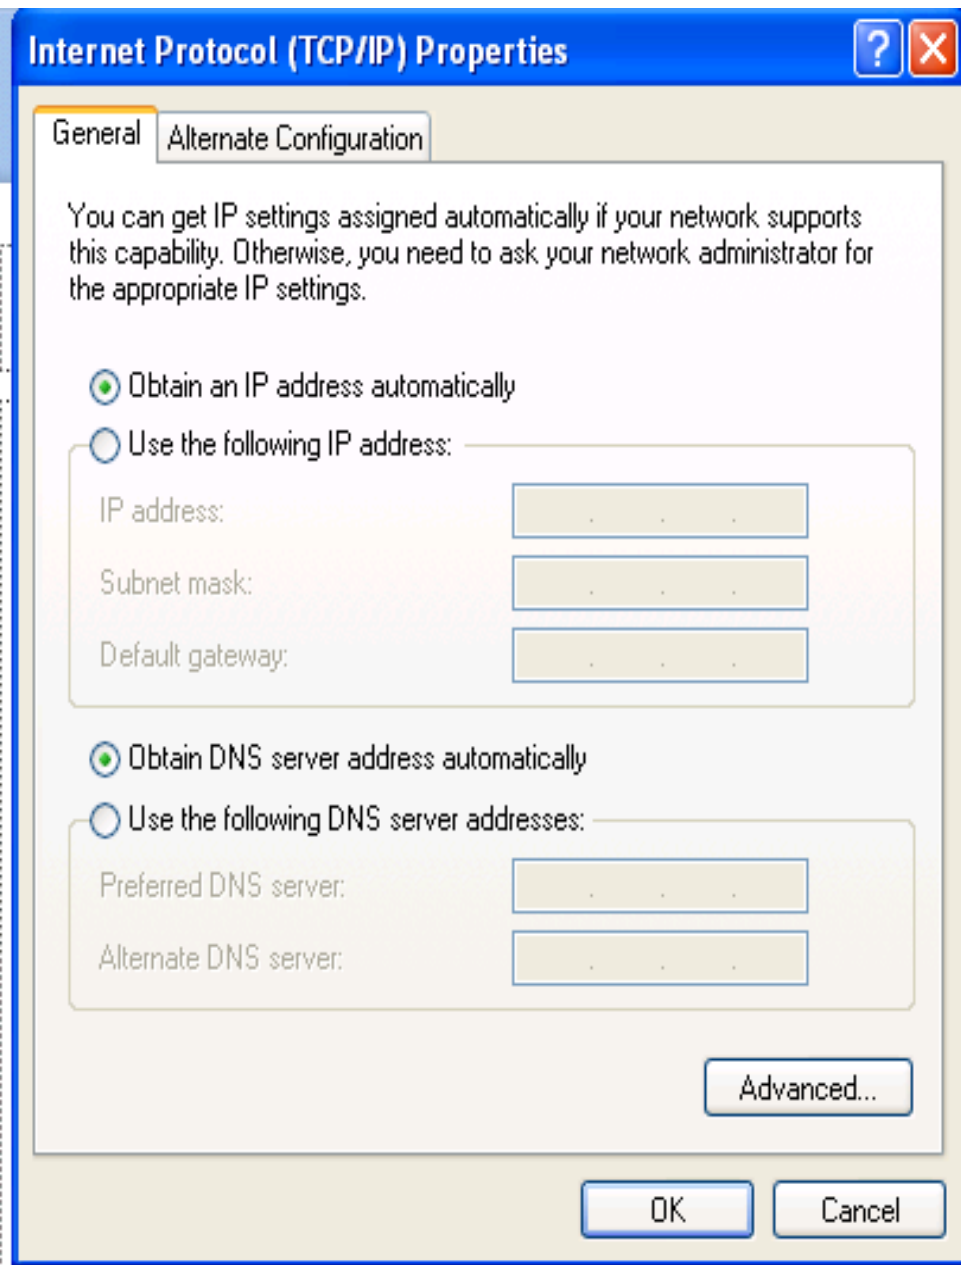 Internet Protocol (TCP/IP) Properties
General
Alternate Configuration
You can get IP settings assigned automatically if your network supports
this capability. Otherwise, you need to ask your network administrator for
the appropriate IP settings.
Obtain an IP address automatically
Use the following IP address:
IP address:
Subnet mask:
Default gateway:
Obtain DNS server address automatically
Use the following DNS server addresses:
Preferred DNS server:
Alternate DNS server:
Advanced...
OK
Cancel